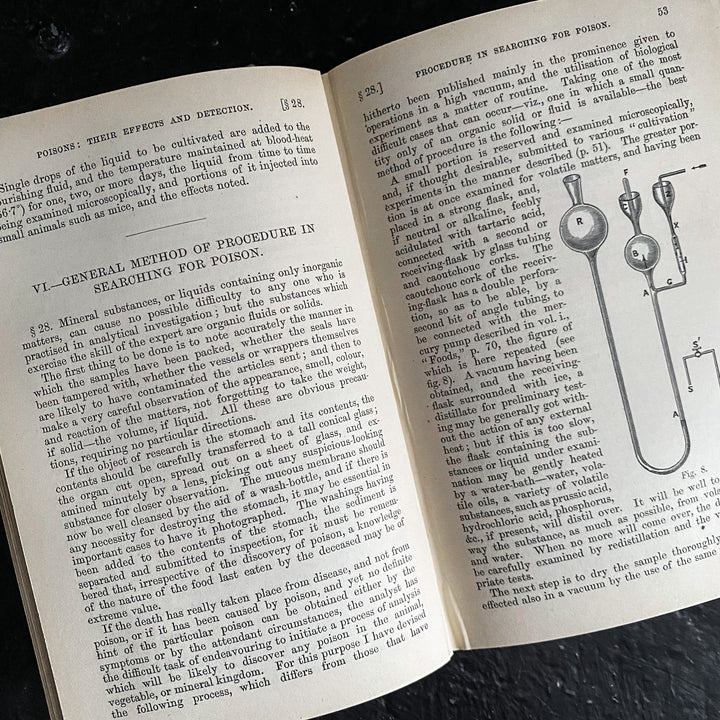 POISONS: THEIR EFFECTS AND DETECTION. [§ 28.
Single drops of the liquid to be cultivated are added to the
nourishing fluid, and the temperature maintained at blood-heat
6·7°) for one, two, or more days, the liquid from time to time
being examined microscopically, and portions of it injected into
small animals such as mice, and the effects noted.
VI.—GENERAL METHOD OF PROCEDURE IN
SEARCHING FOR POISON.
§ 28. Mineral substances, or liquids containing only inorganic
matters, can cause no possible difficulty to any one who is
practised in analytical investigation; but the substances which
exercise the skill of the expert are organic fluids or solids.
The first thing to be done is to note accurately the manner in
which the samples have been packed, whether the seals have
been tampered with, whether the vessels or wrappers themselves
are likely to have contaminated the articles sent; and then to
make a very careful observation of the appearance, smell, colour,
and reaction of the matters, not forgetting to take the weight,
if solid—the volume, if liquid. All these are obvious precau-
tions, requiring no particular directions.
If the object of research is the stomach and its contents, the
contents should be carefully transferred to a tall conical glass;
the organ cut open, spread out on a sheet of glass, and ex-
amined minutely by a lens, picking out any suspicious-looking
substance for closer observation. The mucous membrane should
now be well cleansed by the aid of a wash-bottle, and if there is
any necessity for destroying the stomach, it may be essential in
important cases to have it photographed. The washings having
been added to the contents of the stomach, the sediment is
separated and submitted to inspection, for it must be remem-
bered that, irrespective of the discovery of poison, a knowledge
of the nature of the food last eaten by the deceased may be of
extreme value.
If the death has really taken place from disease, and not from
poison, or if it has been caused by poison, and yet no definite
hint of the particular poison can be obtained either by the
symptoms or by the attendant circumstances, the analyst has
the difficult task of endeavouring to initiate a process of analysis
which will be likely to discover any poison in the animal,
vegetable, or mineral kingdom. For this purpose I have devised
the following process, which differs from those that have
§ 28.] PROCEDURE IN SEARCHING FOR POISON. 53
hitherto been published mainly in the prominence given to
operations in a high vacuum, and the utilisation of biological
experiment as a matter of routine. Taking one of the most
difficult cases that can occur—viz., one in which a small quan-
tity only of an organic solid or fluid is available—the best
method of procedure is the following:—
A small portion is reserved and examined microscopically,
and, if thought desirable, submitted to various "cultivation"
experiments in the manner described (p. 51). The greater por-
tion is at once examined for volatile matters, and having been
placed in a strong flask, and,
if neutral or alkaline, feebly
acidulated with tartaric acid,
connected with a second or
receiving-flask by glass tubing
and caoutchouc corks. The
caoutchouc cork of the receiv-
ing-flask has a double perfora-
tion, so as to be able, by a
second bit of angle tubing, to
be connected with the mer-
cury pump described in vol. i.,
"Foods," p. 70, the figure of
which is here repeated (see
fig. 8). A vacuum having been
obtained, and the receiving
flask surrounded with ice, a
distillate for preliminary test-
ing may be generally got with-
out the action of any external
heat; but if this is too slow,
the flask containing the sub-
stances or liquid under exami-
nation may be gently heated
by a water-bath—water, vola-
tile oils, a variety of volatile
substances, such as prussic acid,
hydrochloric acid, phosphorus,
&c., if present, will distil over. It will be well to
way the substance, as much as possible, from
and water. When no more will come over, the
be carefully examined by redistillation and the
priate tests.
The next step is to dry the sample thoroughly
effected also in a vacuum by the use of the same
R
F
B
X
A
G
S
S
A
Fig. 8.